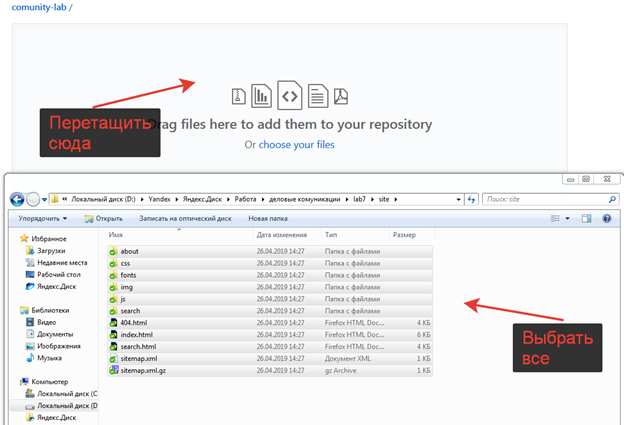 comunity-lab /
Перетащить
сюда
Drag files here to add them to your repository
Or choose your files
« Локальный диск (D:) ▸ Yandex ▸ Яндекс.Диск ▸ Работа ▸ деловые комуникации ▸ lab7 ▸ site ▸
Поиск: site
Упорядочить ▼ Открыть Записать на оптический диск Новая папка
Имя Дата изменения Тип Размер
Избранное
Загрузки
Недавние места
Рабочий стол
Яндекс.Диск
Библиотеки
Видео
Документы
Изображения
Музыка
Компьютер
Локальный диск (C
Локальный диск (D
Яндекс.Диск
about 26.04.2019 14:27 Папка с файлами
css 26.04.2019 14:27 Папка с файлами
fonts 26.04.2019 14:27 Папка с файлами
img 26.04.2019 14:27 Папка с файлами
js 26.04.2019 14:27 Папка с файлами
search 26.04.2019 14:27 Папка с файлами
404.html 26.04.2019 14:27 Firefox HTML Doc... 4 КБ
index.html 26.04.2019 14:27 Firefox HTML Doc... 6 КБ
search.html 26.04.2019 14:27 Firefox HTML Doc... 4 КБ
sitemap.xml 26.04.2019 14:27 Документ XML 1 КБ
sitemap.xml.gz 26.04.2019 14:27 gz Archive 1 КБ
Выбрать
все